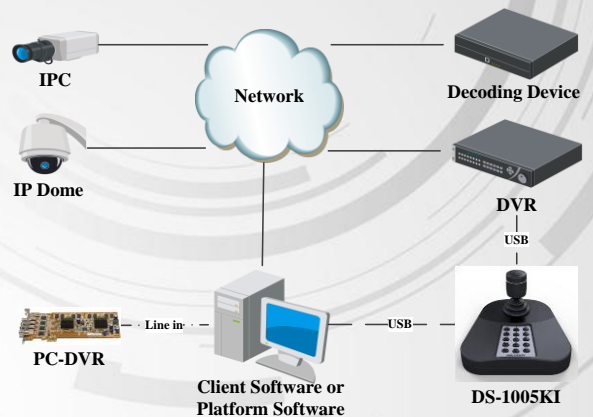 IPC
Network
Decoding Device
IP Dome
DVR
USB
Line in
USB
PC-DVR
Client Software or
Platform Software
DS-1005KI